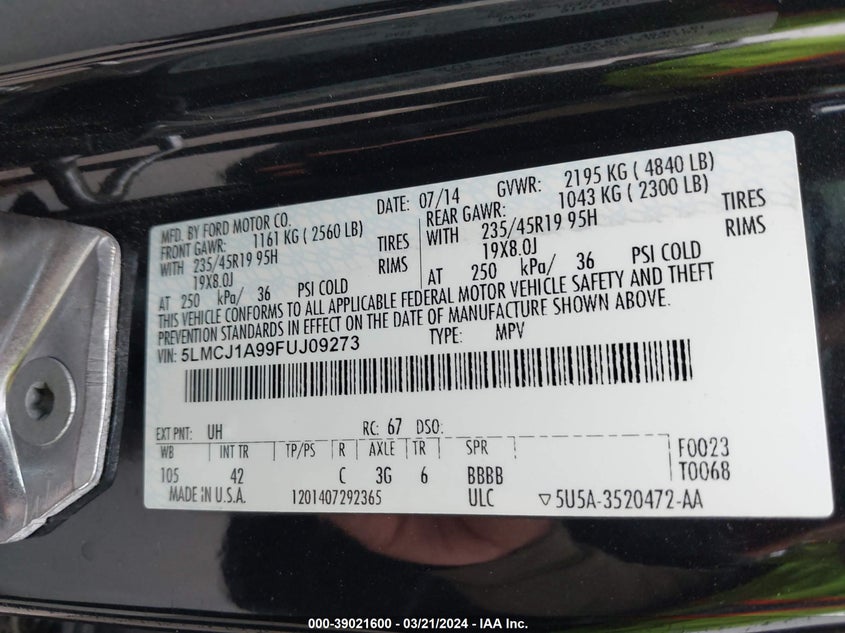 MFD. BY FORD MOTOR CO. DATE: 07/14 GVWR: 2195 KG ( 4840 LB)
FRONT GAWR: 1161 KG ( 2560 LB) REAR GAWR: 1043 KG ( 2300 LB)
WITH 235/45R19 95H TIRES WITH 235/45R19 95H TIRES
19X8.0J RIMS 19X8.0J RIMS
AT 250 kPa/ 36 PSI COLD AT 250 kPa/ 36 PSI COLD
THIS VEHICLE CONFORMS TO ALL APPLICABLE FEDERAL MOTOR VEHICLE SAFETY AND THEFT
PREVENTION STANDARDS IN EFFECT ON THE DATE OF MANUFACTURE SHOWN ABOVE.
VIN: 5LMCJ1A99FUJ09273 TYPE: MPV
EXT PNT: UH RC: 67 DSO:
WB INT TR TP/PS R AXLE TR SPR F0023
105 42 C 3G 6 BBBB T0068
MADE IN U.S.A. 1201407292365 ULC ▽5U5A-3520472-AA
000-39021600 / 03/21/2024 - IAA Inc.